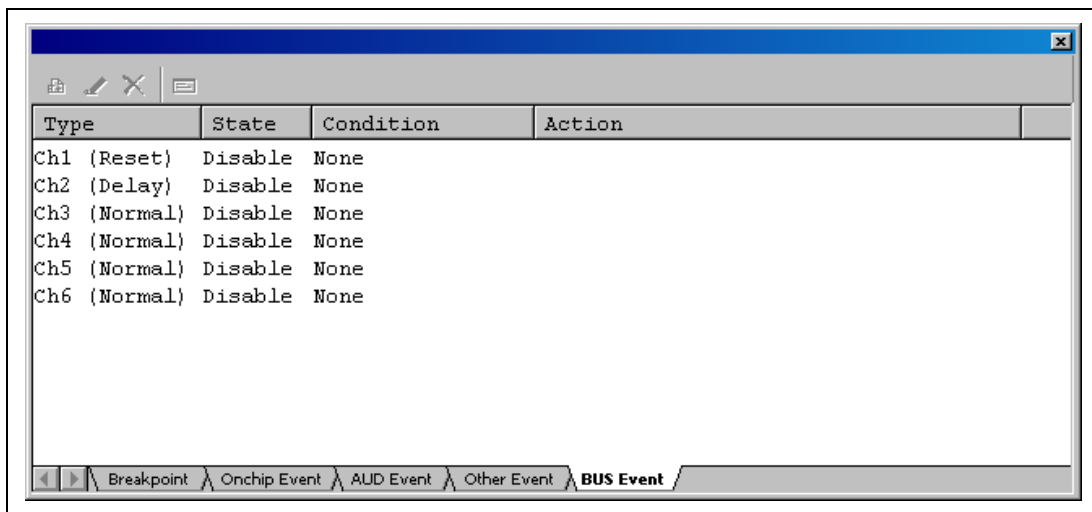 Type State Condition Action
Ch1 (Reset) Disable None
Ch2 (Delay) Disable None
Ch3 (Normal) Disable None
Ch4 (Normal) Disable None
Ch5 (Normal) Disable None
Ch6 (Normal) Disable None
Breakpoint Onchip Event AUD Event Other Event BUS Event